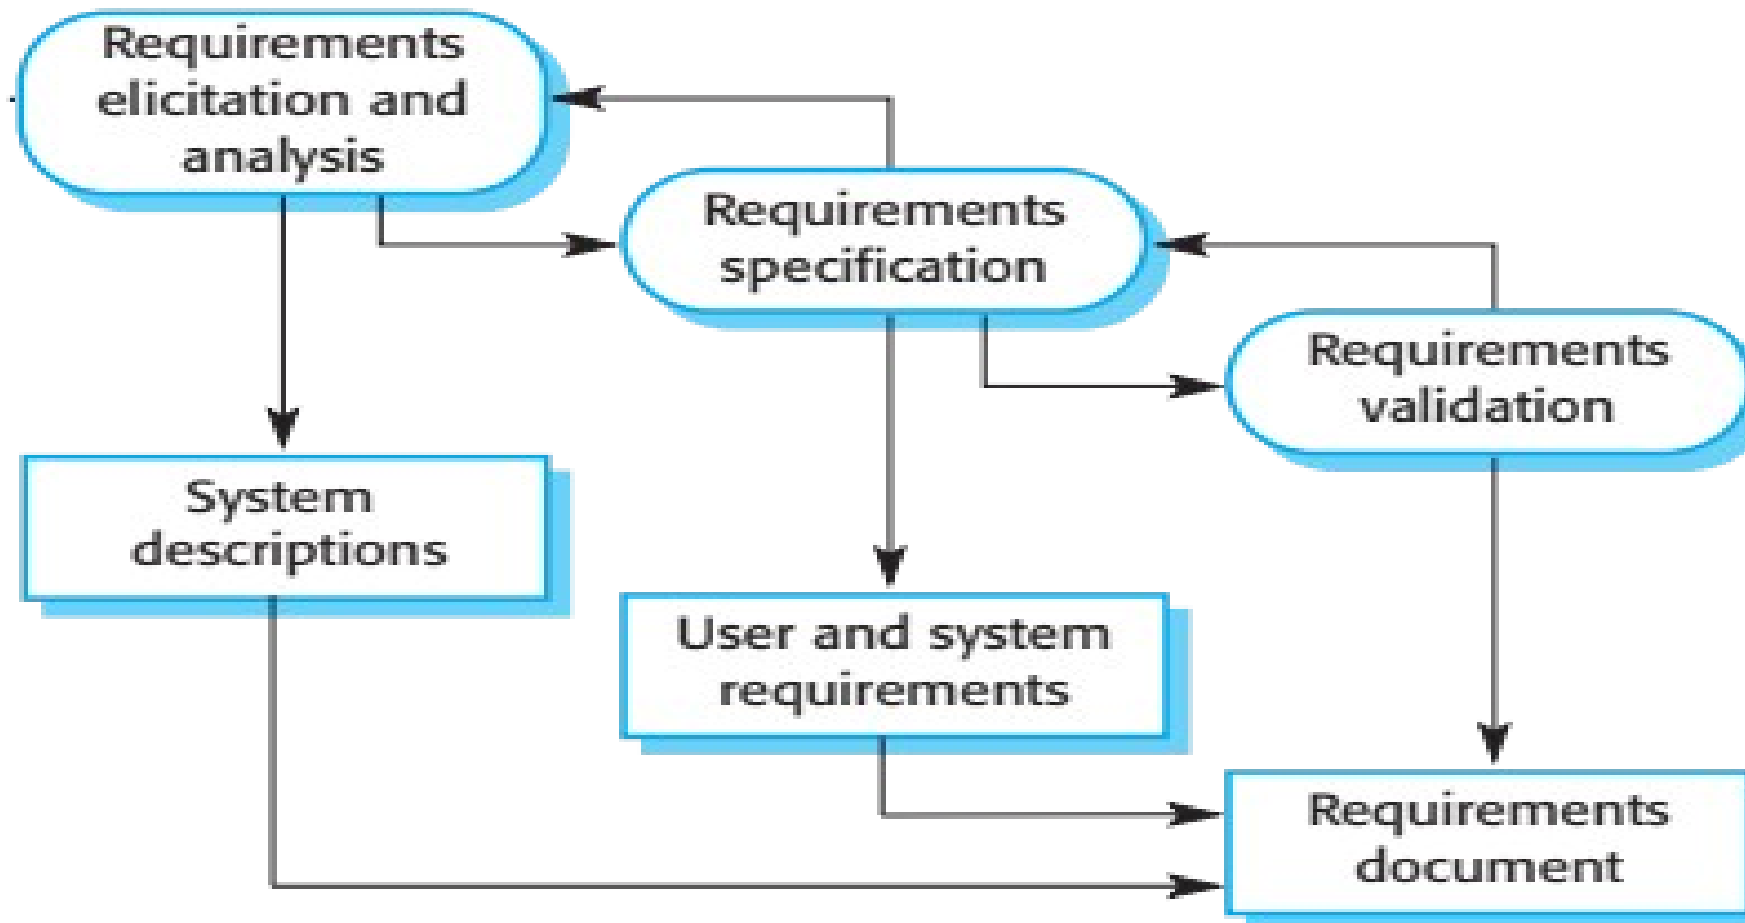 Requirements
elicitation and
analysis
Requirements
specification
Requirements
validation
System
descriptions
User and system
requirements
Requirements
document